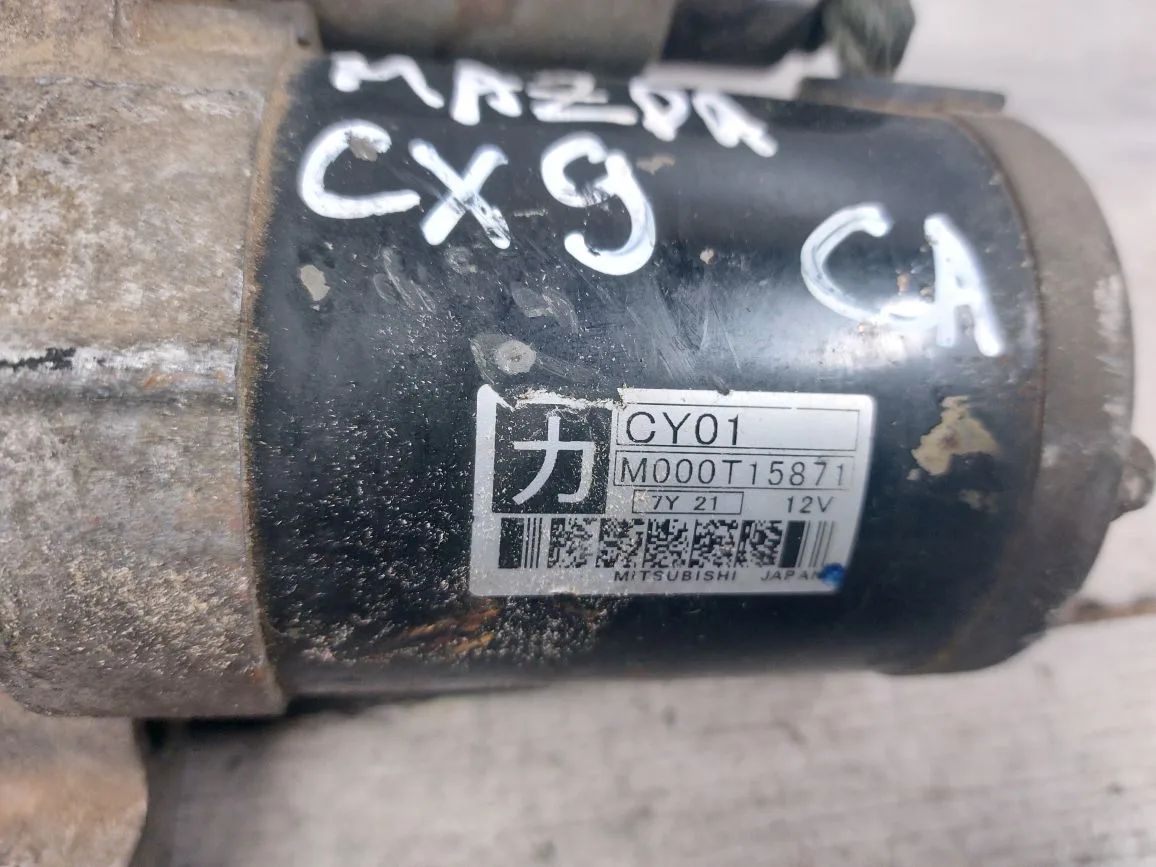 MAZDA
CX9 CA
カ
CY01
M000T15871
7Y 21 12V
MITSUBISHI JAPAN